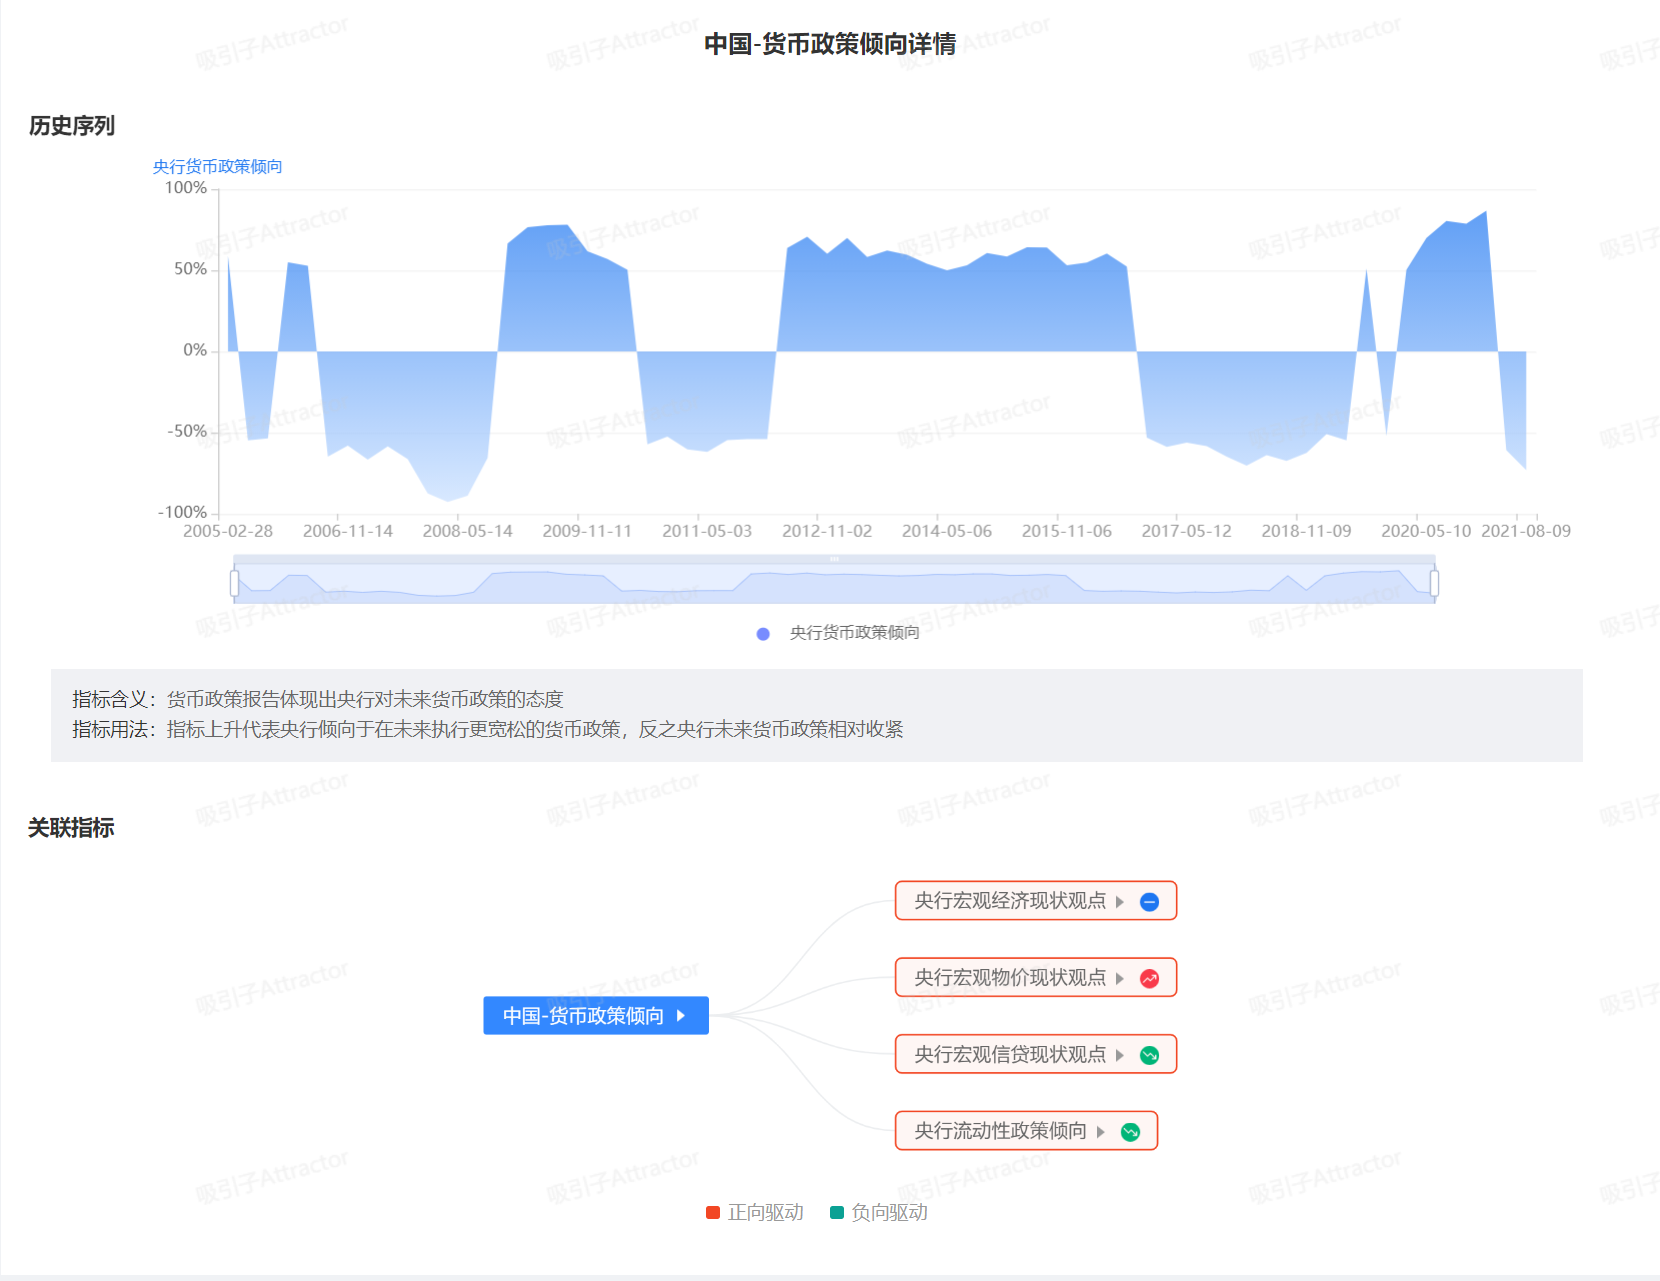 中国-货币政策倾向详情
历史序列
央行货币政策倾向
100%
50%
0%
-50%
-100%
2005-02-28 2006-11-14 2008-05-14 2009-11-11 2011-05-03 2012-11-02 2014-05-06 2015-11-06 2017-05-12 2018-11-09 2020-05-10 2021-08-09
央行货币政策倾向
指标含义：货币政策报告体现出央行对未来货币政策的态度
指标用法：指标上升代表央行倾向于在未来执行更宽松的货币政策，反之央行未来货币政策相对收紧
关联指标
央行宏观经济现状观点
央行宏观物价现状观点
中国-货币政策倾向
央行宏观信贷现状观点
央行流动性政策倾向
正向驱动 负向驱动
吸引子Attractor